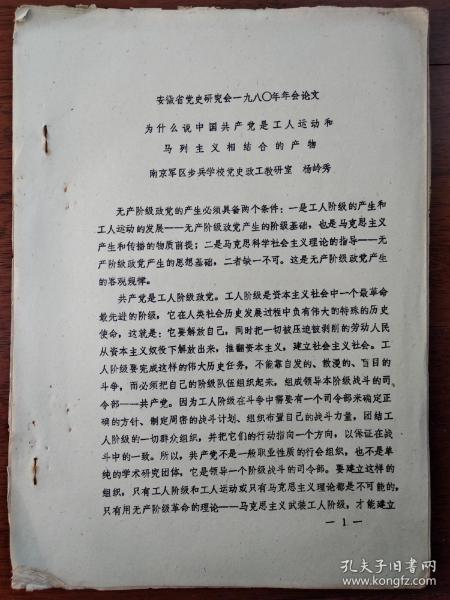 安徽省党史研究会一九八〇年年会论文
为什么说中国共产党是工人运动和
马列主义相结合的产物
南京军区步兵学校党史政工教研室 杨岭秀
无产阶级政党的产生必须具备两个条件：一是工人阶级的产生和
工人运动的发展——无产阶级政党产生的阶级基础，也是马克思主义
产生和传播的物质前提；二是马克思科学社会主义理论的指导——无
产阶级政党产生的思想基础，二者缺一不可。这是无产阶级政党产生
的客观规律。
共产党是工人阶级政党。工人阶级是资本主义社会中一个最革命
最先进的阶级，它在人类社会历史发展过程中负有伟大的特殊的历史
使命，这就是：它要解放自己，同时把一切被压迫被剥削的劳动人民
从资本主义奴役下解放出来，推翻资本主义，建立社会主义社会。工
人阶级要完成这样的伟大历史任务，不能靠自发的、散漫的、盲目的
斗争，而必须把自己的阶级队伍组织起来，组成领导本阶级战斗的司
令部——共产党。因为工人阶级在斗争中需要有一个司令部来确定正
确的方针、制定周密的战斗计划、组织布置自己的战斗力量，团结工
人阶级的一切群众组织，并把它们的行动指向一个方向，以保证在战
斗中的一致。所以，共产党不是一般职业性质的行会组织，也不是单
纯的学术研究团体，它是领导一个阶级战斗的司令部。要建立这样的
组织，只有工人阶级和工人运动或只有马克思主义理论都是不可能的，
只有用无产阶级革命的理论——马克思主义武装工人阶级，才能建立
— 1 —
孔夫子旧书网
www.kongfz.com